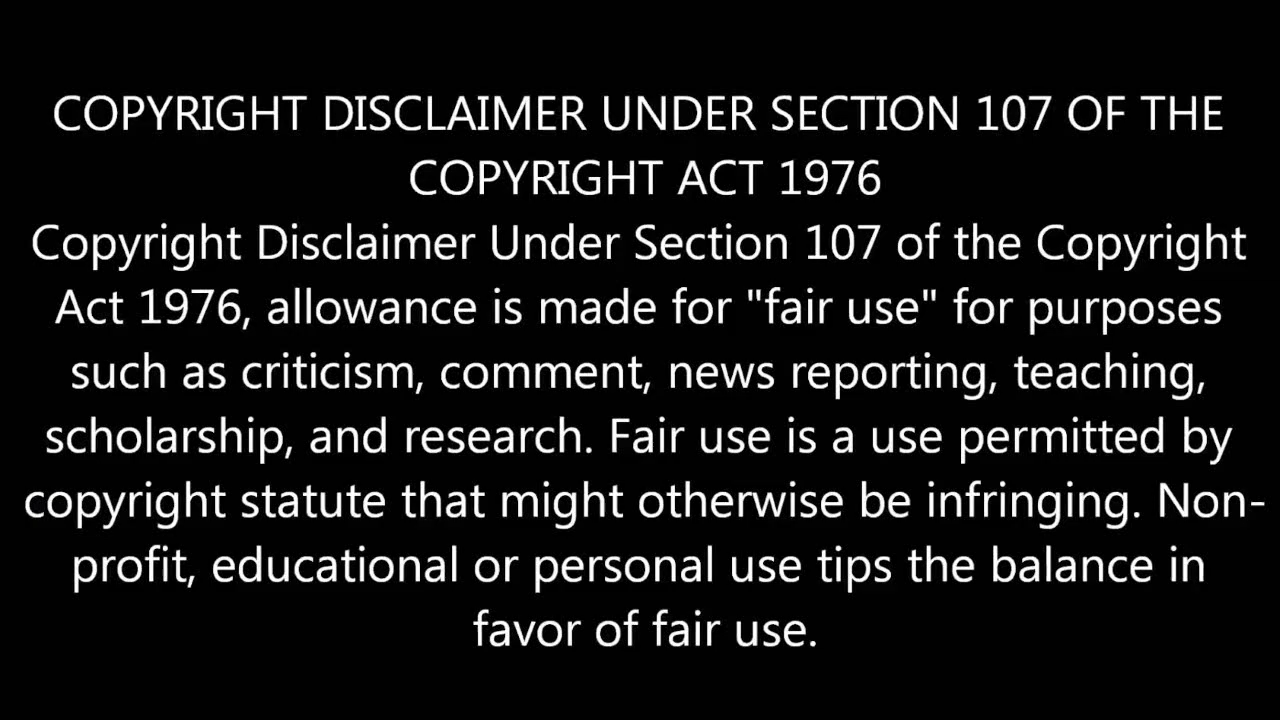 COPYRIGHT DISCLAIMER UNDER SECTION 107 OF THE
COPYRIGHT ACT 1976
Copyright Disclaimer Under Section 107 of the Copyright
Act 1976, allowance is made for "fair use" for purposes
such as criticism, comment, news reporting, teaching,
scholarship, and research. Fair use is a use permitted by
copyright statute that might otherwise be infringing. Non-
profit, educational or personal use tips the balance in
favor of fair use.